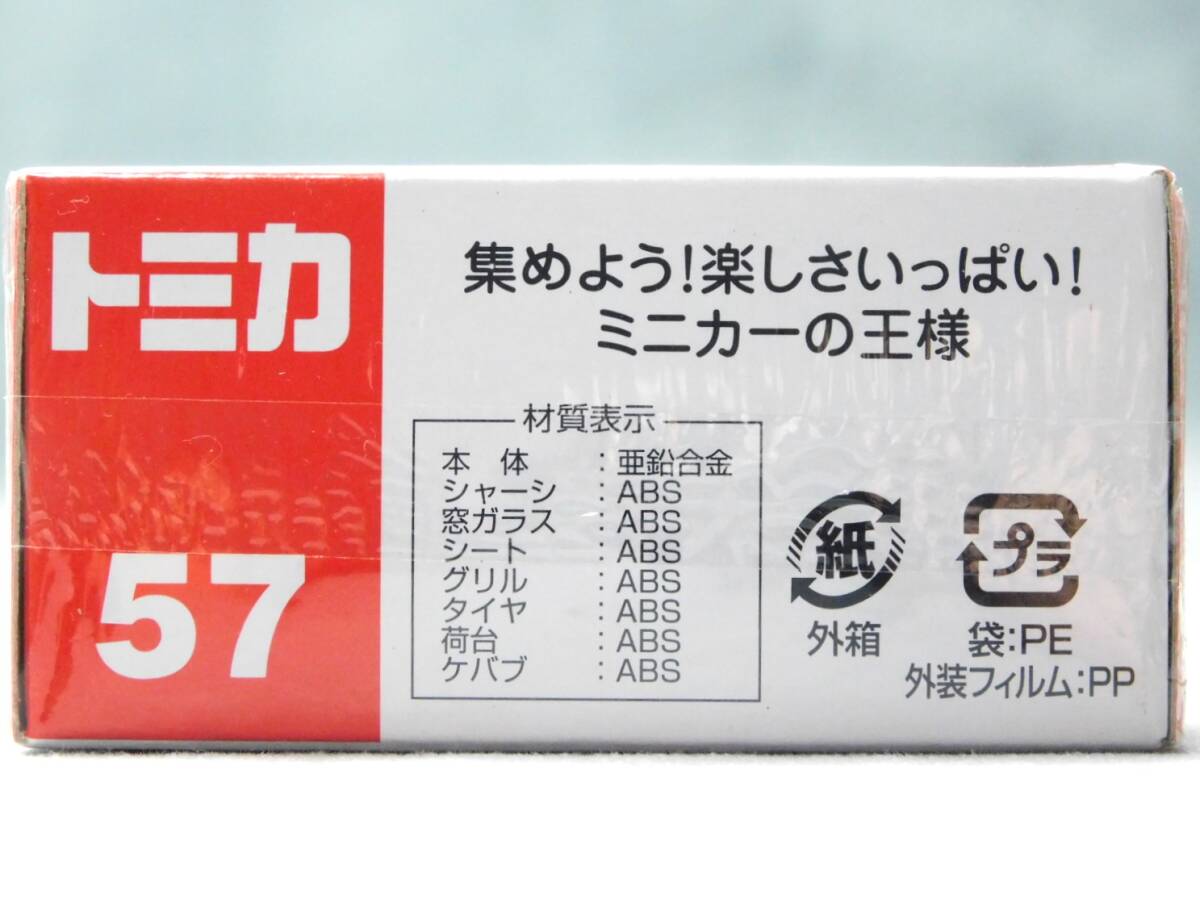 トミカ
57
集めよう!楽しさいっぱい!
ミニカーの王様
材質表示
本体:亜鉛合金
シャーシ:ABS
窓ガラス:ABS
シート:ABS
グリル:ABS
タイヤ:ABS
荷台:ABS
ケバブ:ABS
紙
外箱
プラ
袋:PE
外装フィルム:PP